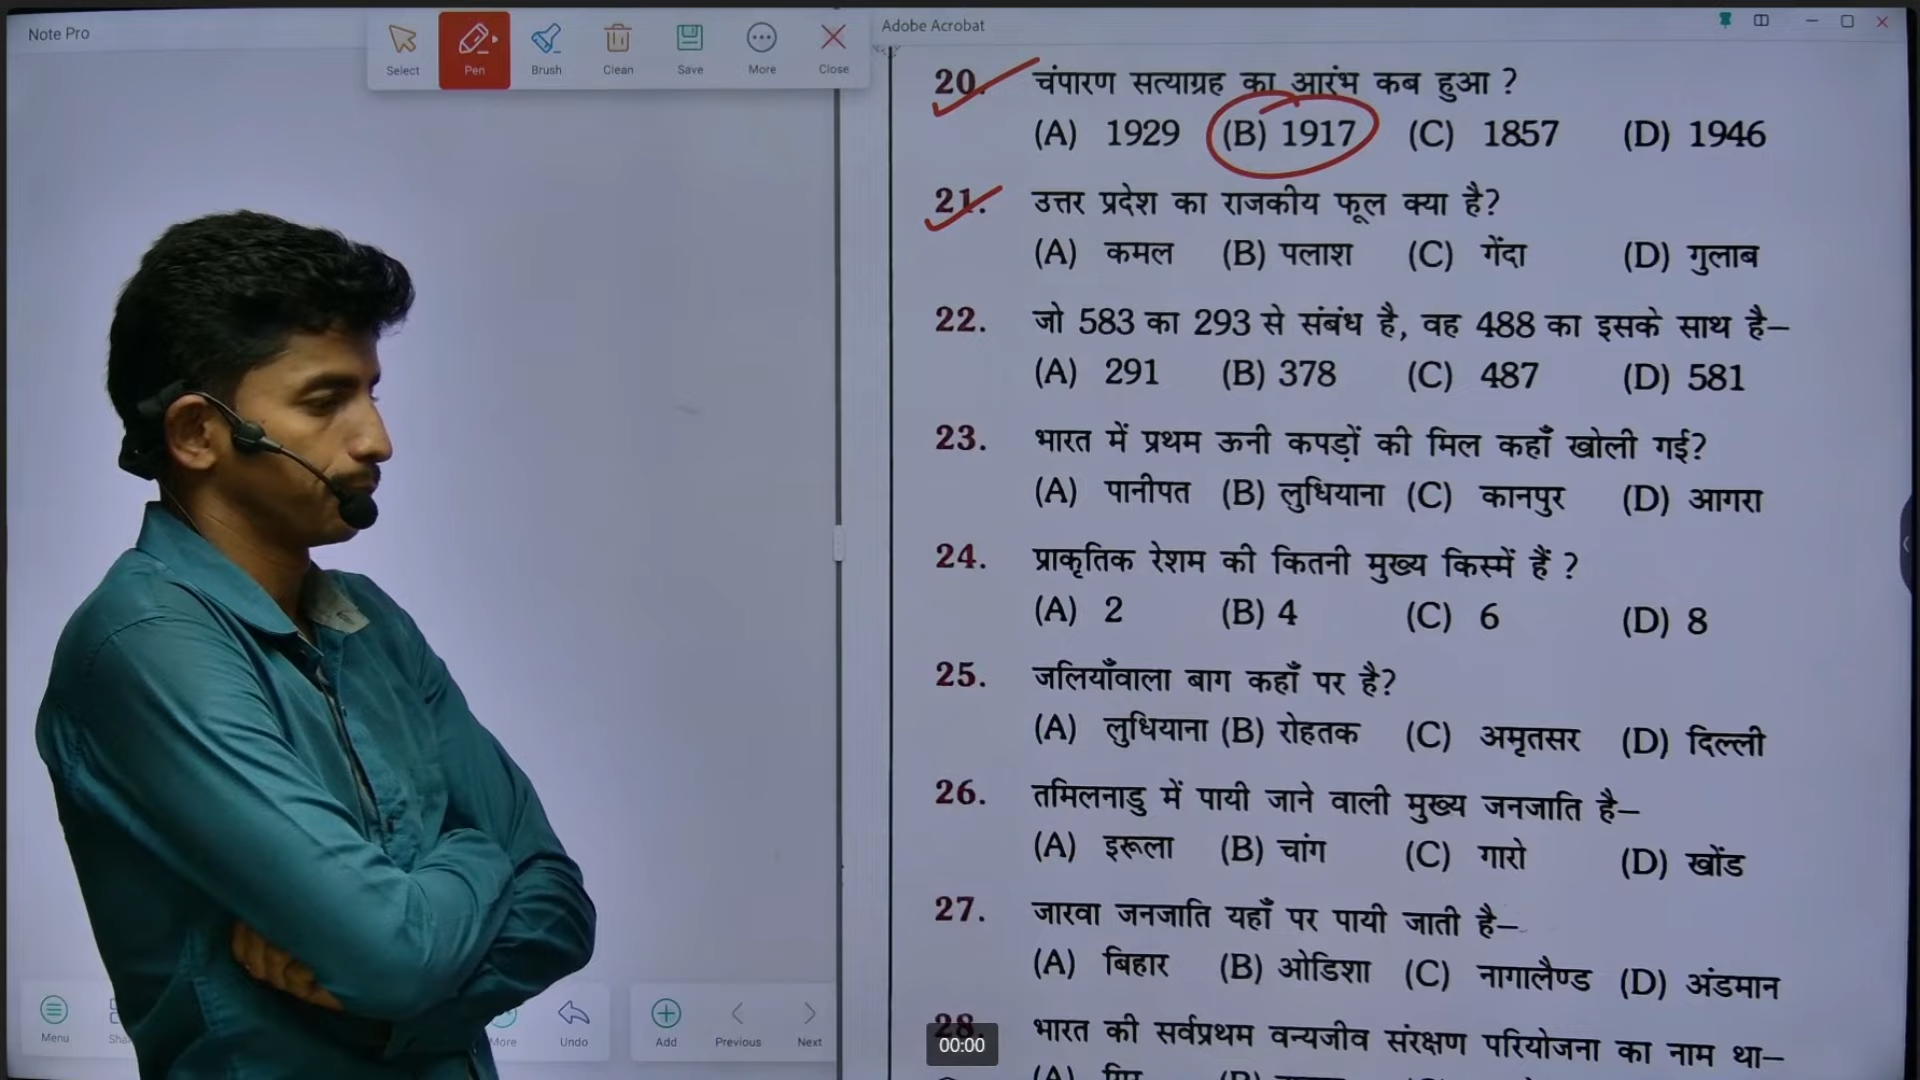 Note Pro
Select
Pen
Brush
Clean
Save
More
Close
Adobe Acrobat
20. चंपारण सत्याग्रह का आरंभ कब हुआ ?
(A) 1929 (B) 1917 (C) 1857 (D) 1946
21. उत्तर प्रदेश का राजकीय फूल क्या है?
(A) कमल (B) पलाश (C) गेंदा (D) गुलाब
22. जो 583 का 293 से संबंध है, वह 488 का इसके साथ है–
(A) 291 (B) 378 (C) 487 (D) 581
23. भारत में प्रथम ऊनी कपड़ों की मिल कहाँ खोली गई?
(A) पानीपत (B) लुधियाना (C) कानपुर (D) आगरा
24. प्राकृतिक रेशम की कितनी मुख्य किस्में हैं ?
(A) 2 (B) 4 (C) 6 (D) 8
25. जलियाँवाला बाग कहाँ पर है?
(A) लुधियाना (B) रोहतक (C) अमृतसर (D) दिल्ली
26. तमिलनाडु में पायी जाने वाली मुख्य जनजाति है–
(A) इरूला (B) चांग (C) गारो (D) खोंड
27. जारवा जनजाति यहाँ पर पायी जाती है–
(A) बिहार (B) ओडिशा (C) नागालैण्ड (D) अंडमान
28. भारत की सर्वप्रथम वन्यजीव संरक्षण परियोजना का नाम था–
00:00
Menu
More
Undo
Add
Previous
Next